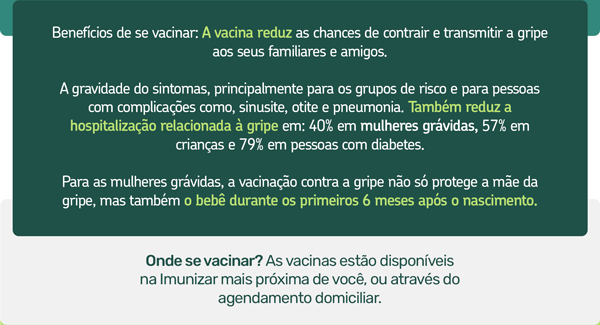 Benefícios de se vacinar: A vacina reduz as chances de contrair e transmitir a gripe
aos seus familiares e amigos.
A gravidade do sintomas, principalmente para os grupos de risco e para pessoas
com complicações como, sinusite, otite e pneumonia. Também reduz a
hospitalização relacionada à gripe em: 40% em mulheres grávidas, 57% em
crianças e 79% em pessoas com diabetes.
Para as mulheres grávidas, a vacinação contra a gripe não só protege a mãe da
gripe, mas também o bebê durante os primeiros 6 meses após o nascimento.
Onde se vacinar? As vacinas estão disponíveis
na Imunizar mais próxima de você, ou através do
agendamento domiciliar.